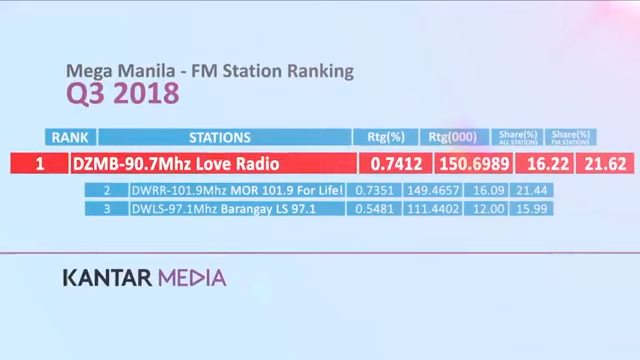 Mega Manila - FM Station Ranking
Q3 2018
RANK STATIONS Rtg(%) Rtg(000) Share(%) ALL STATIONS Share(%) FM STATIONS
1 DZMB-90.7Mhz Love Radio 0.7412 150.6989 16.22 21.62
2 DWRR-101.9Mhz MOR 101.9 For Life! 0.7351 149.4657 16.09 21.44
3 DWLS-97.1Mhz Barangay LS 97.1 0.5481 111.4402 12.00 15.99
KANTAR MEDIA